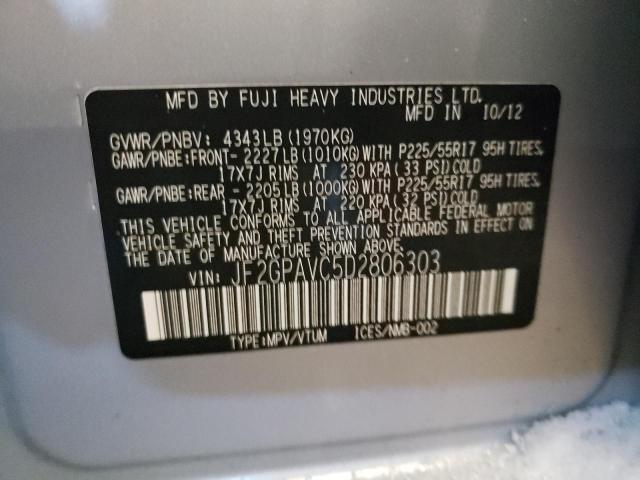 MFD BY FUJI HEAVY INDUSTRIES LTD.
MFD IN 10/12
GVWR/PNBV: 4343LB (1970KG)
GAWR/PNBE:FRONT- 2227LB (1010KG) WITH P225/55R17 95H TIRES,
17X7J RIMS AT 230 KPA (33 PSI) COLD
GAWR/PNBE:REAR - 2205LB (1000KG) WITH P225/55R17 95H TIRES,
17X7J RIMS AT 220 KPA (32 PSI) COLD
THIS VEHICLE CONFORMS TO ALL APPLICABLE FEDERAL MOTOR
VEHICLE SAFETY AND THEFT PREVENTION STANDARDS IN EFFECT ON
THE DATE OF MANUFACTURE SHOWN ABOVE.
VIN: JF2GPAVC5D2806303
TYPE:MPV/VTUM ICES/NMB-002